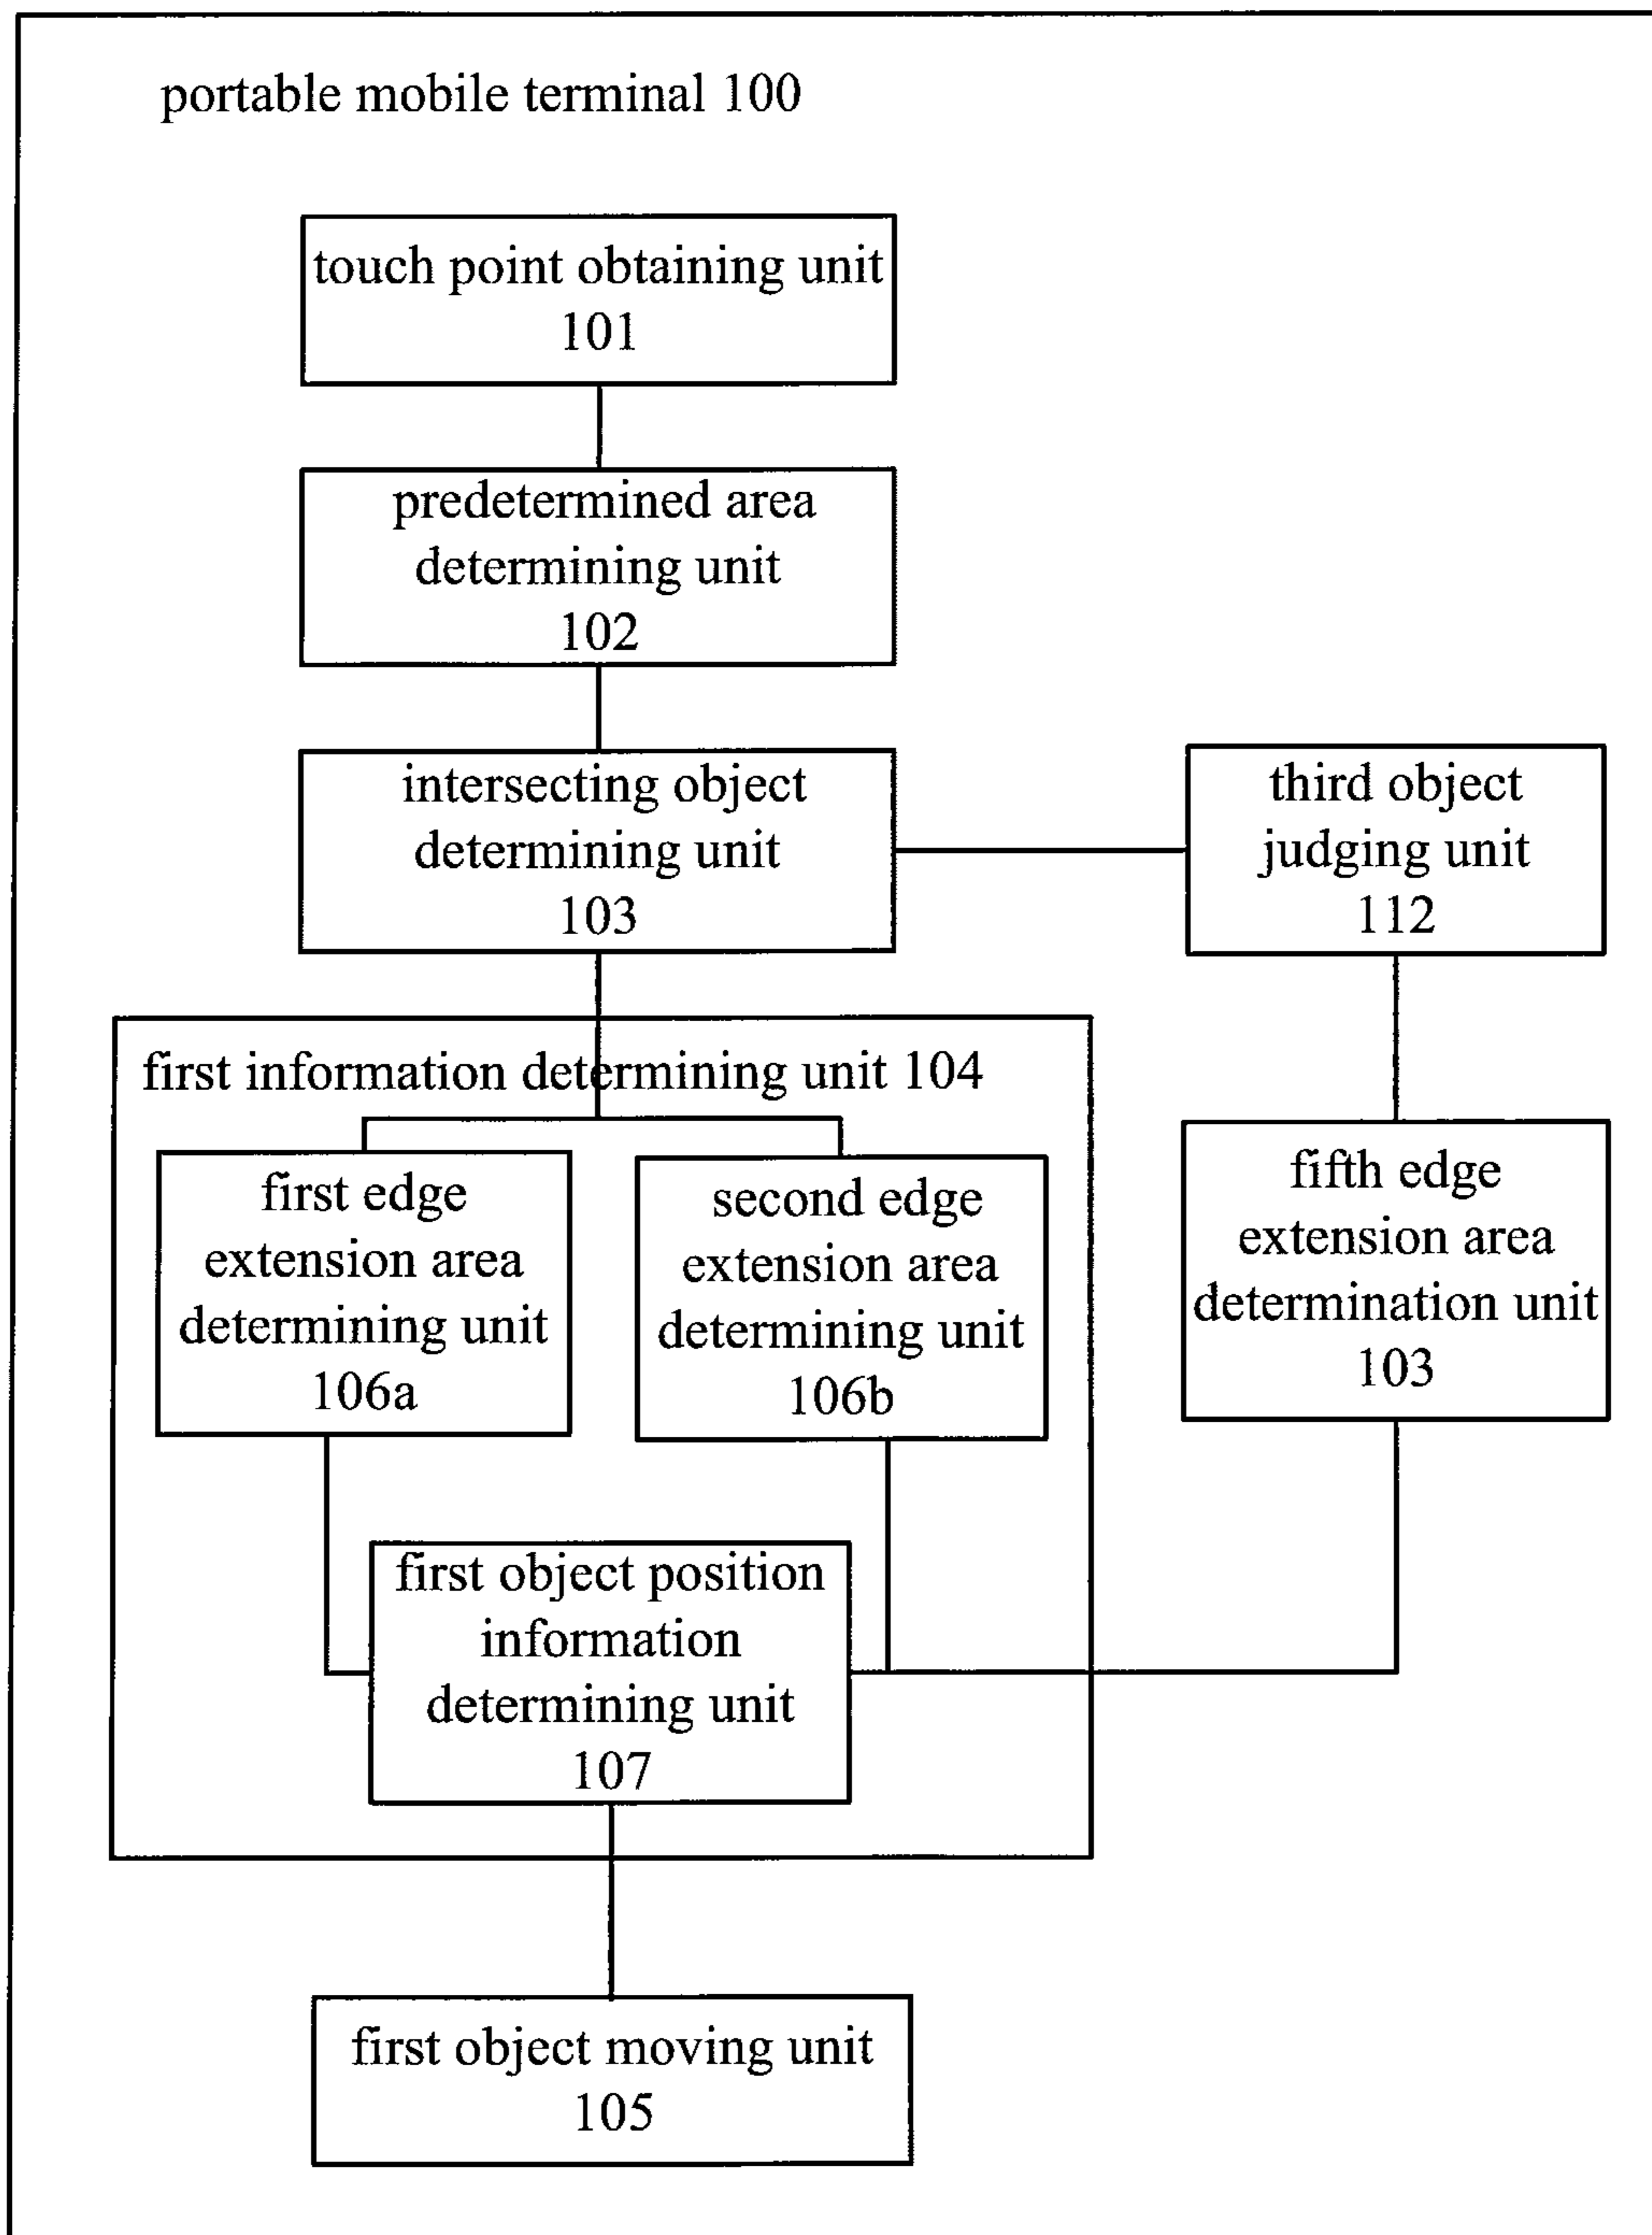 portable mobile terminal 100
touch point obtaining unit
101
predetermined area
determining unit
102
intersecting object
determining unit
103
third object
judging unit
112
first information determining unit 104
first edge
extension area
determining unit
106a
second edge
extension area
determining unit
106b
fifth edge
extension area
determination unit
103
first object position
information
determining unit
107
first object moving unit
105